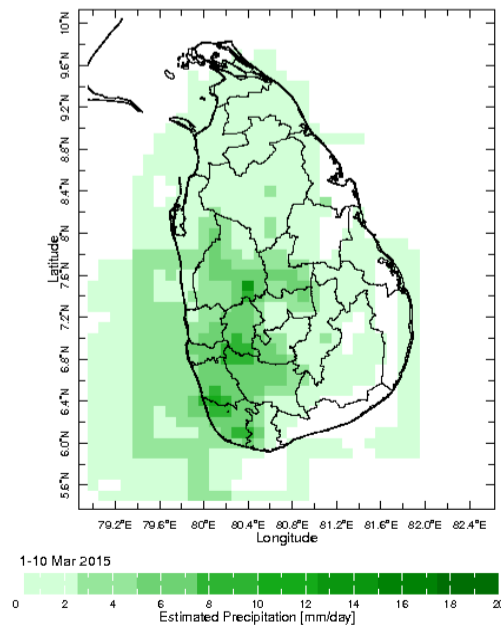 10°N
9.6°N
9.2°N
8.8°N
8.4°N
8°N
7.6°N
7.2°N
6.8°N
6.4°N
6.0°N
5.6°N
Latitude
79.2°E 79.6°E 80°E 80.4°E 80.8°E 81.2°E 81.6°E 82.0°E 82.4°E
Longitude
1-10 Mar 2015
0 2 4 6 8 10 12 14 16 18 20
Estimated Precipitation [mm/day]